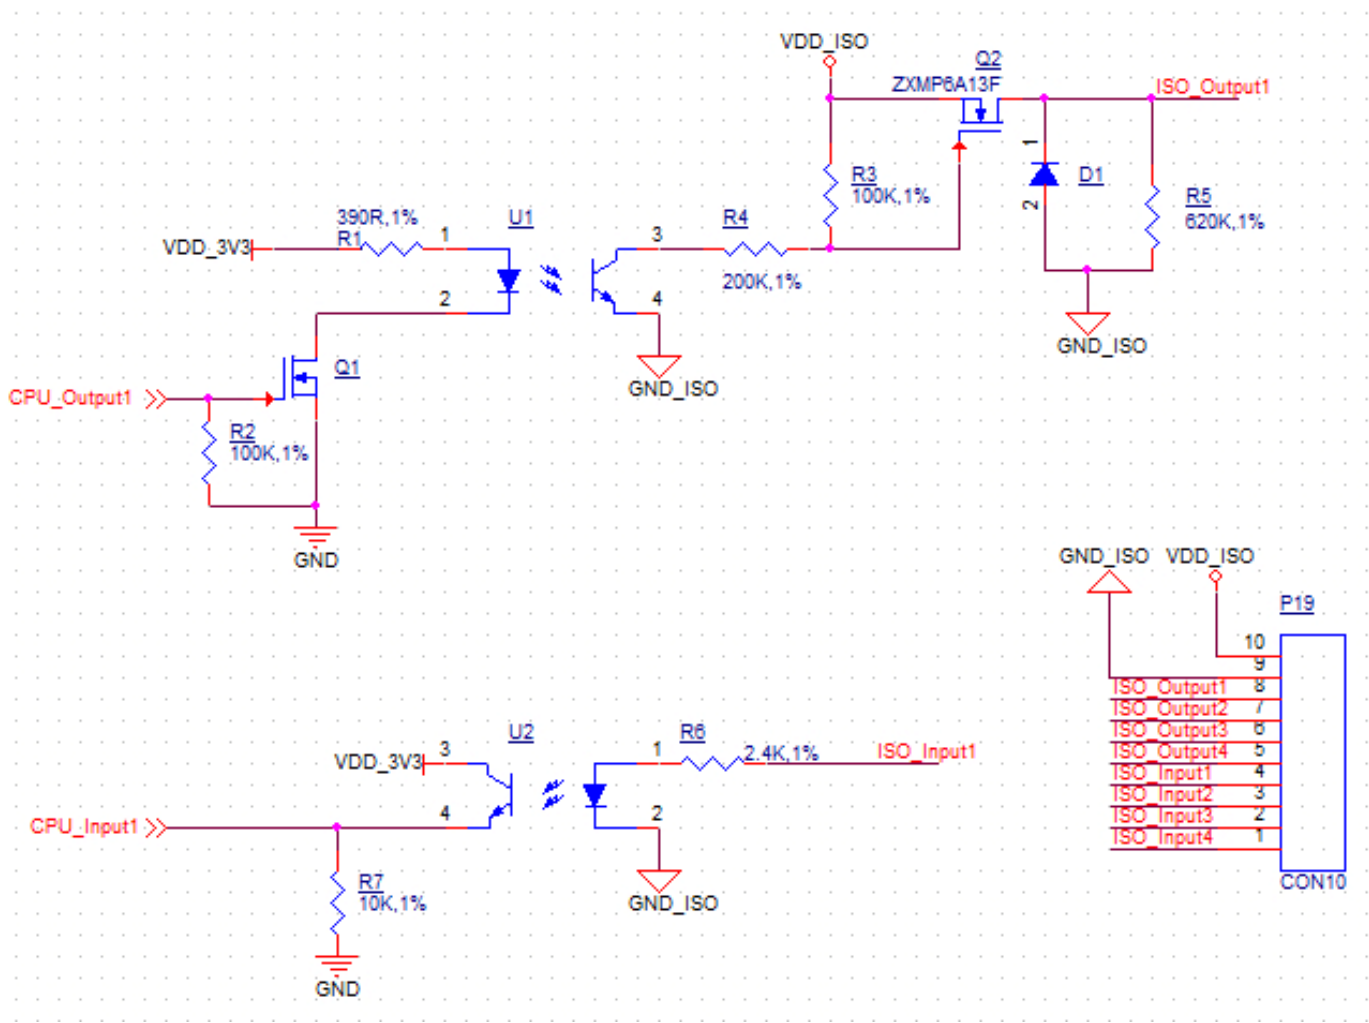 VDD_ISO
Q2
ZXMP6A13F
ISO_Output1
1
D1
2
R3
100K,1%
R5
620K,1%
390R,1%
R1
VDD_3V3
1
U1
3
R4
200K,1%
2
4
GND_ISO
GND_ISO
Q1
CPU_Output1
R2
100K,1%
GND
GND_ISO
VDD_ISO
P19
10
9
ISO_Output1 8
ISO_Output2 7
ISO_Output3 6
ISO_Output4 5
ISO_Input1 4
ISO_Input2 3
ISO_Input3 2
ISO_Input4 1
CON10
U2
VDD_3V3
3
1
R6
2.4K,1%
ISO_Input1
CPU_Input1
4
2
R7
10K,1%
GND_ISO
GND